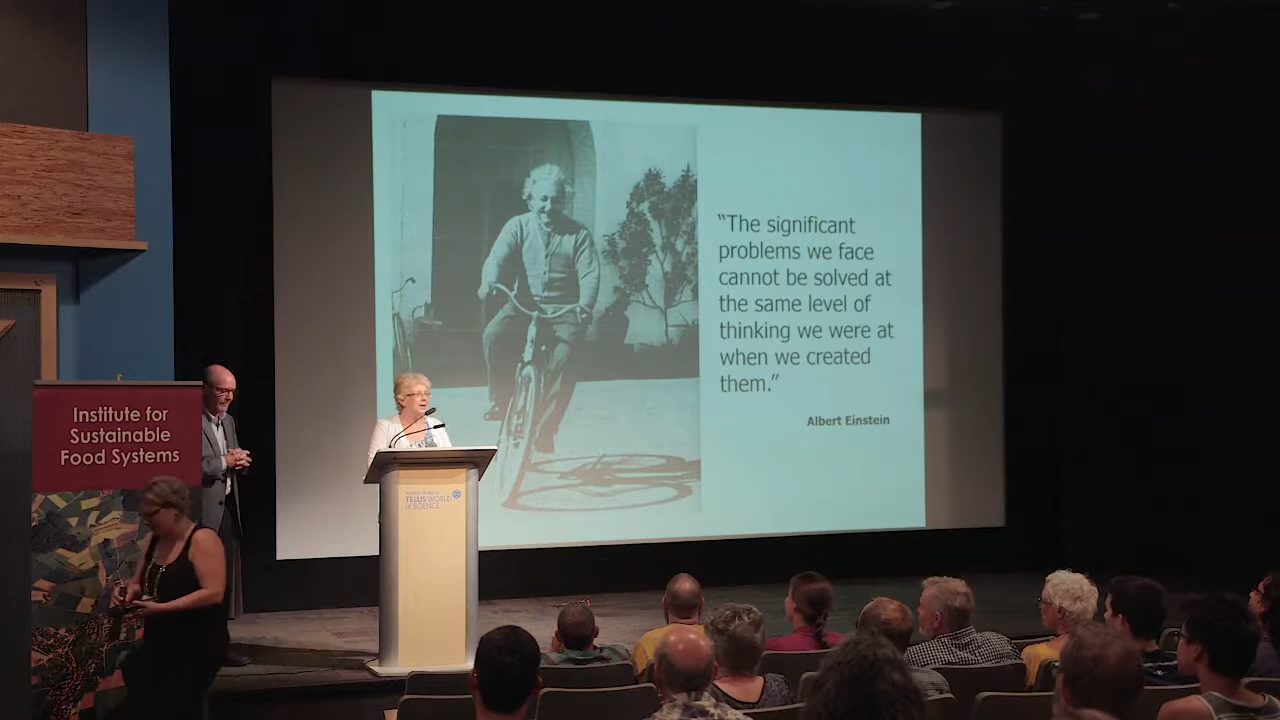 “The significant
problems we face
cannot be solved at
the same level of
thinking we were at
when we created
them.”
Albert Einstein
Institute for
Sustainable
Food Systems
TELUS WORLD
of SCIENCE